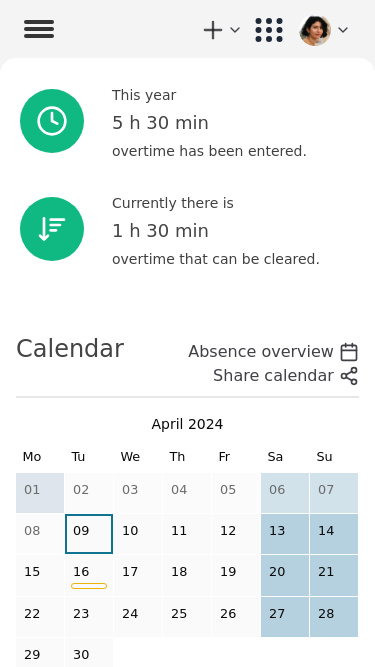 This year
5 h 30 min
overtime has been entered.
Currently there is
1 h 30 min
overtime that can be cleared.
Calendar
Absence overview
Share calendar
April 2024
Mo Tu We Th Fr Sa Su
01 02 03 04 05 06 07
08 09 10 11 12 13 14
15 16 17 18 19 20 21
22 23 24 25 26 27 28
29 30